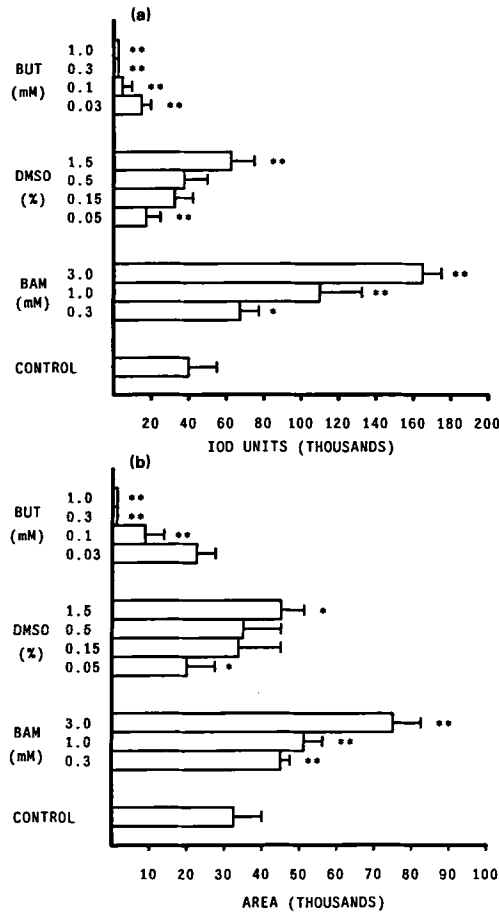 (a)
1.0 **
BUT 0.3 **
(mM) 0.1 **
0.03 **
1.5 **
DMSO 0.5
(%) 0.15
0.05 **
3.0 **
BAM 1.0 **
(mM) 0.3 *
CONTROL
20 40 60 80 100 120 140 160 180 200
IOD UNITS (THOUSANDS)
(b)
1.0 **
BUT 0.3 **
(mM) 0.1 **
0.03
1.5 *
DMSO 0.5
(%) 0.15
0.05 *
3.0 **
BAM 1.0 **
(mM) 0.3 **
CONTROL
10 20 30 40 50 60 70 80 90 100
AREA (THOUSANDS)